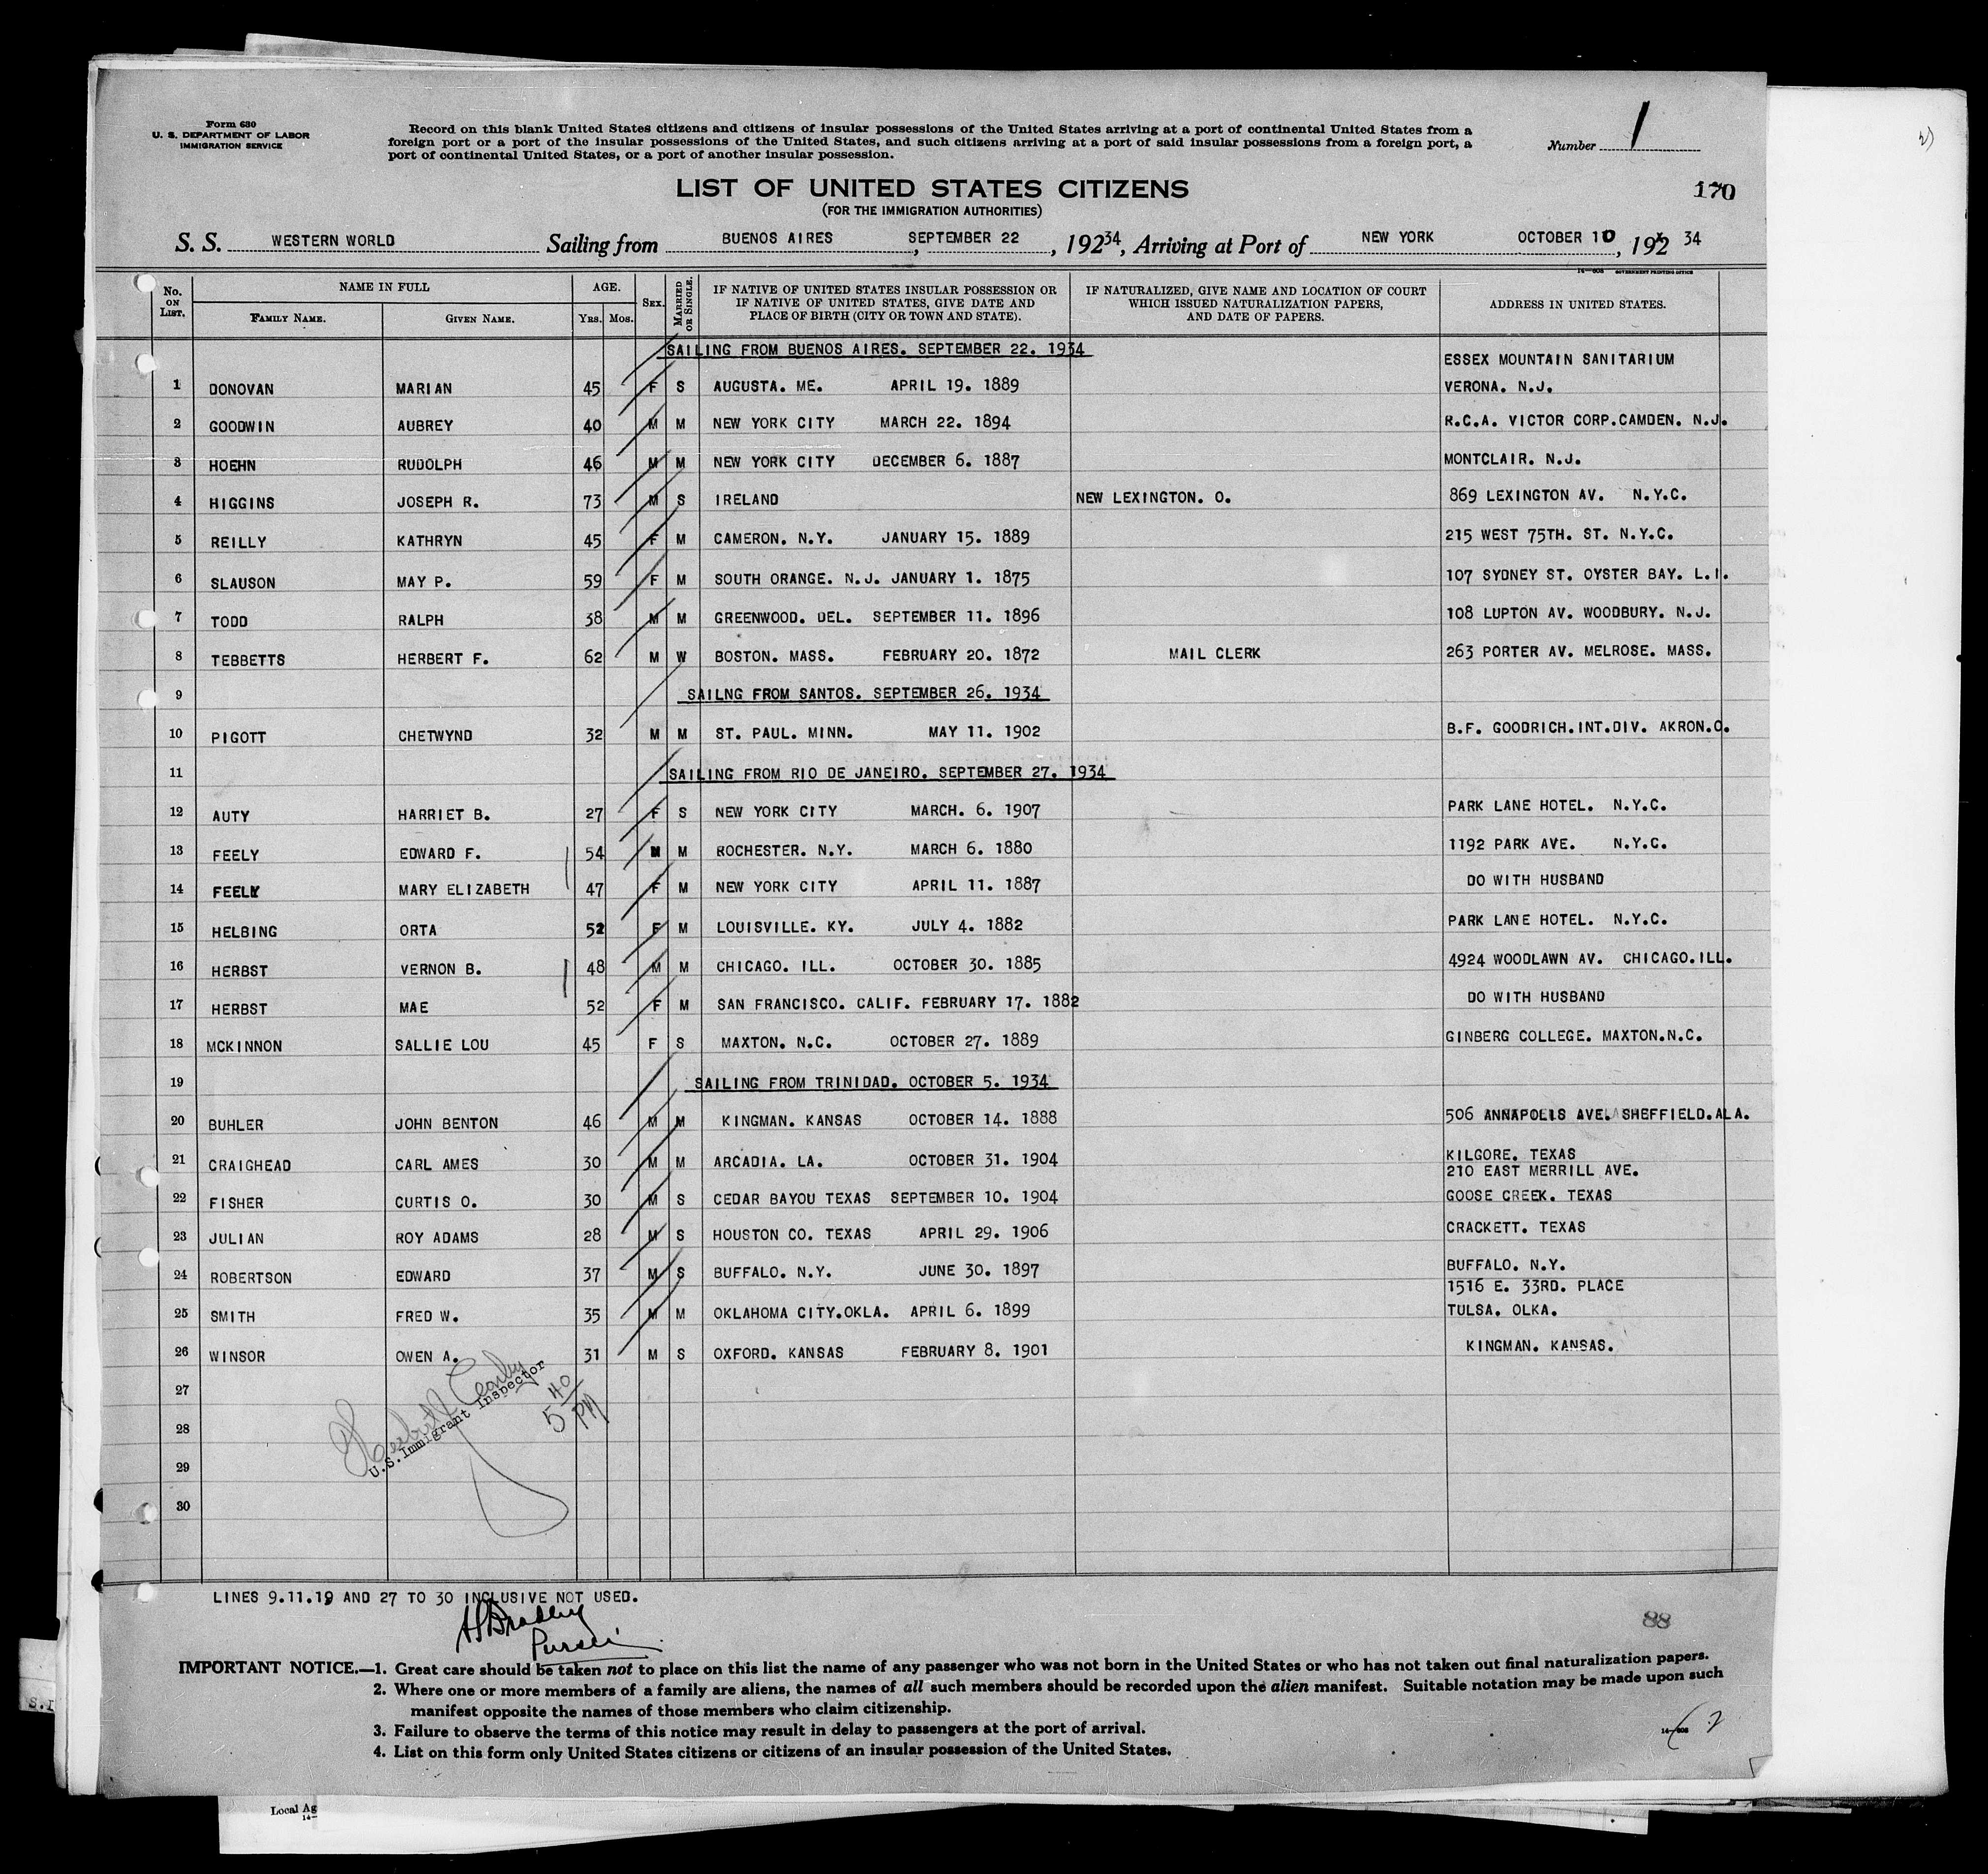 Form 630
U. S. DEPARTMENT OF LABOR
IMMIGRATION SERVICE
Record on this blank United States citizens and citizens of insular possessions of the United States arriving at a port of continental United States from a
foreign port or a port of the insular possessions of the United States, and such citizens arriving at a port of said insular possessions from a foreign port, a
port of continental United States, or a port of another insular possession.
Number 1
LIST OF UNITED STATES CITIZENS
(FOR THE IMMIGRATION AUTHORITIES)
170
S. S. WESTERN WORLD Sailing from BUENOS AIRES, SEPTEMBER 22, 19234, Arriving at Port of NEW YORK OCTOBER 10, 192 34
14—608 GOVERNMENT PRINTING OFFICE
No. ON LIST. NAME IN FULL AGE. SEX. MARRIED OR SINGLE. IF NATIVE OF UNITED STATES INSULAR POSSESSION OR IF NATIVE OF UNITED STATES, GIVE DATE AND PLACE OF BIRTH (CITY OR TOWN AND STATE). IF NATURALIZED, GIVE NAME AND LOCATION OF COURT WHICH ISSUED NATURALIZATION PAPERS, AND DATE OF PAPERS. ADDRESS IN UNITED STATES.
FAMILY NAME. GIVEN NAME. YRS. MOS.
SAILING FROM BUENOS AIRES. SEPTEMBER 22. 1934
ESSEX MOUNTAIN SANITARIUM
1 DONOVAN MARIAN 45 F S AUGUSTA. ME. APRIL 19. 1889 VERONA. N.J.
2 GOODWIN AUBREY 40 M M NEW YORK CITY MARCH 22. 1894 R.C.A. VICTOR CORP.CAMDEN. N.J.
3 HOEHN RUDOLPH 46 M M NEW YORK CITY DECEMBER 6. 1887 MONTCLAIR. N.J.
4 HIGGINS JOSEPH R. 73 M S IRELAND NEW LEXINGTON. O. 869 LEXINGTON AV. N.Y.C.
5 REILLY KATHRYN 45 F M CAMERON. N.Y. JANUARY 15. 1889 215 WEST 75TH. ST. N.Y.C.
6 SLAUSON MAY P. 59 F M SOUTH ORANGE. N.J. JANUARY 1. 1875 107 SYDNEY ST. OYSTER BAY. L.I.
7 TODD RALPH 38 M M GREENWOOD. DEL. SEPTEMBER 11. 1896 108 LUPTON AV. WOODBURY. N.J.
8 TEBBETTS HERBERT F. 62 M W BOSTON. MASS. FEBRUARY 20. 1872 MAIL CLERK 263 PORTER AV. MELROSE. MASS.
9 SAILNG FROM SANTOS. SEPTEMBER 26. 1934
10 PIGOTT CHETWYND 32 M M ST. PAUL. MINN. MAY 11. 1902 B.F. GOODRICH.INT.DIV. AKRON.O.
11 SAILING FROM RIO DE JANEIRO. SEPTEMBER 27. 1934
12 AUTY HARRIET B. 27 F S NEW YORK CITY MARCH. 6. 1907 PARK LANE HOTEL. N.Y.C.
13 FEELY EDWARD F. 54 M M ROCHESTER. N.Y. MARCH 6. 1880 1192 PARK AVE. N.Y.C.
14 FEELY MARY ELIZABETH 47 F M NEW YORK CITY APRIL 11. 1887 DO WITH HUSBAND
15 HELBING ORTA 52 F M LOUISVILLE. KY. JULY 4. 1882 PARK LANE HOTEL. N.Y.C.
16 HERBST VERNON B. 48 M M CHICAGO. ILL. OCTOBER 30. 1885 4924 WOODLAWN AV. CHICAGO.ILL.
17 HERBST MAE 52 F M SAN FRANCISCO. CALIF. FEBRUARY 17. 1882 DO WITH HUSBAND
18 MCKINNON SALLIE LOU 45 F S MAXTON. N.C. OCTOBER 27. 1889 GINBERG COLLEGE. MAXTON.N.C.
19 SAILING FROM TRINIDAD. OCTOBER 5. 1934
20 BUHLER JOHN BENTON 46 M M KINGMAN. KANSAS OCTOBER 14. 1888 506 ANNAPOLIS AVE. SHEFFIELD.ALA.
21 CRAIGHEAD CARL AMES 30 M M ARCADIA. LA. OCTOBER 31. 1904 KILGORE. TEXAS
210 EAST MERRILL AVE.
22 FISHER CURTIS O. 30 M S CEDAR BAYOU TEXAS SEPTEMBER 10. 1904 GOOSE CREEK. TEXAS
23 JULIAN ROY ADAMS 28 M S HOUSTON CO. TEXAS APRIL 29. 1906 CRACKETT. TEXAS
24 ROBERTSON EDWARD 37 M S BUFFALO. N.Y. JUNE 30. 1897 BUFFALO. N.Y.
1516 E. 33RD. PLACE
25 SMITH FRED W. 35 M M OKLAHOMA CITY.OKLA. APRIL 6. 1899 TULSA. OLKA.
26 WINSOR OWEN A. 31 M S OXFORD. KANSAS FEBRUARY 8. 1901 KINGMAN. KANSAS.
27
28
29
30
U.S. Immigrant Inspector
5 40 PM
LINES 9.11.19 AND 27 TO 30 INCLUSIVE NOT USED.
Bradley
Purser
88
IMPORTANT NOTICE.—1. Great care should be taken not to place on this list the name of any passenger who was not born in the United States or who has not taken out final naturalization papers.
2. Where one or more members of a family are aliens, the names of all such members should be recorded upon the alien manifest. Suitable notation may be made upon such
manifest opposite the names of those members who claim citizenship.
3. Failure to observe the terms of this notice may result in delay to passengers at the port of arrival.
4. List on this form only United States citizens or citizens of an insular possession of the United States.
14—608
Local Ag